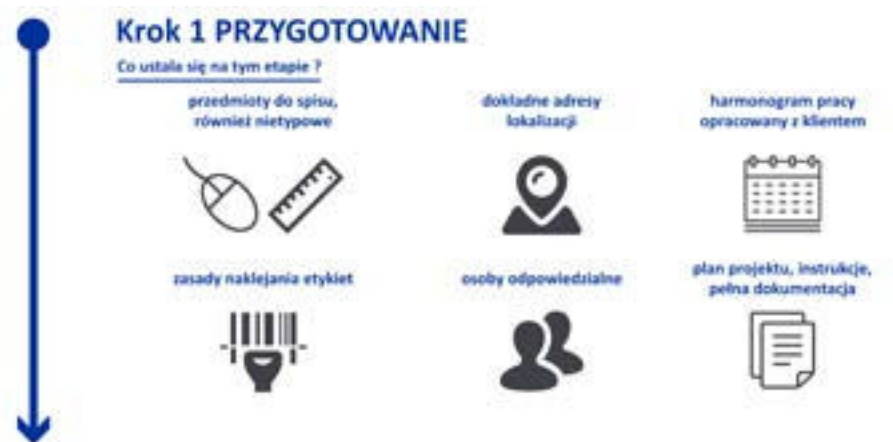 Krok 1 PRZYGOTOWANIE
Co ustala się na tym etapie ?
przedmioty do spisu,
również nietypowe
dokładne adresy
lokalizacji
harmonogram pracy
opracowany z klientem
zasady naklejania etykiet
osoby odpowiedzialne
plan projektu, instrukcje,
pełna dokumentacja